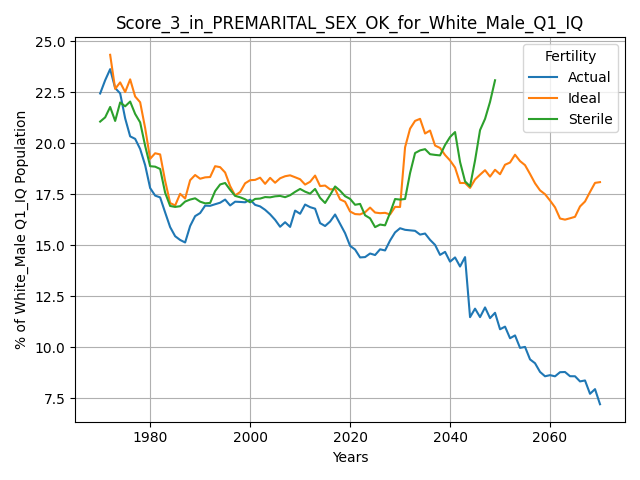 Score_3_in_PREMARITAL_SEX_OK_for_White_Male_Q1_IQ
25.0
22.5
20.0
17.5
15.0
12.5
10.0
7.5
% of White_Male Q1_IQ Population
Fertility
Actual
Ideal
Sterile
1980
2000
2020
2040
2060
Years